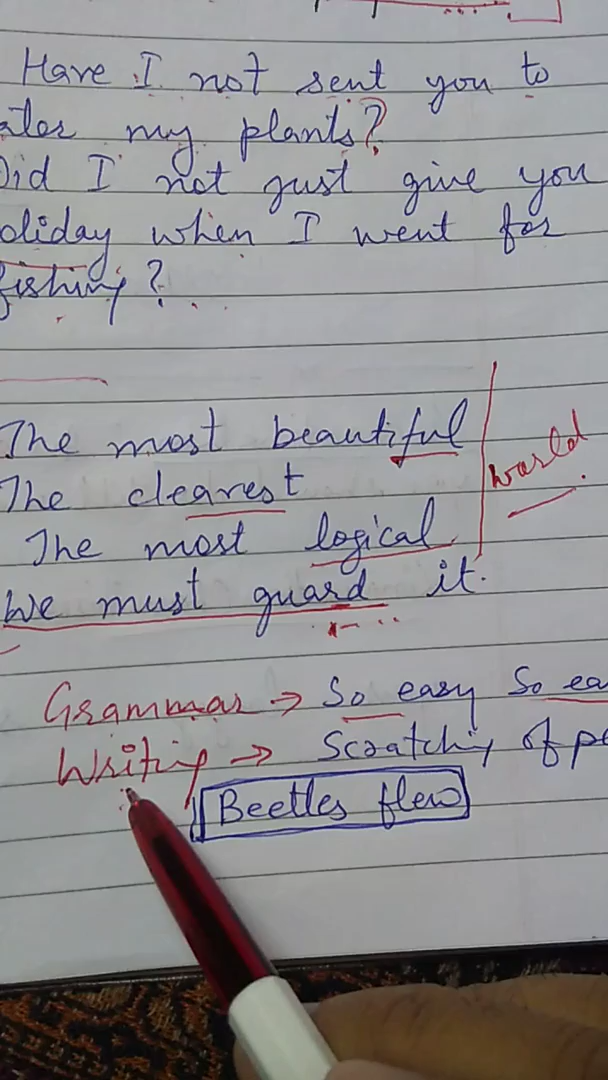 Have I not sent you to
my plants?
Did I not just give you
when I went for
fishing?
The most beautiful
The clearest
The most logical
world
We must guard it.
Grammar → So easy So
Writing → Scratching of
Beetles flew